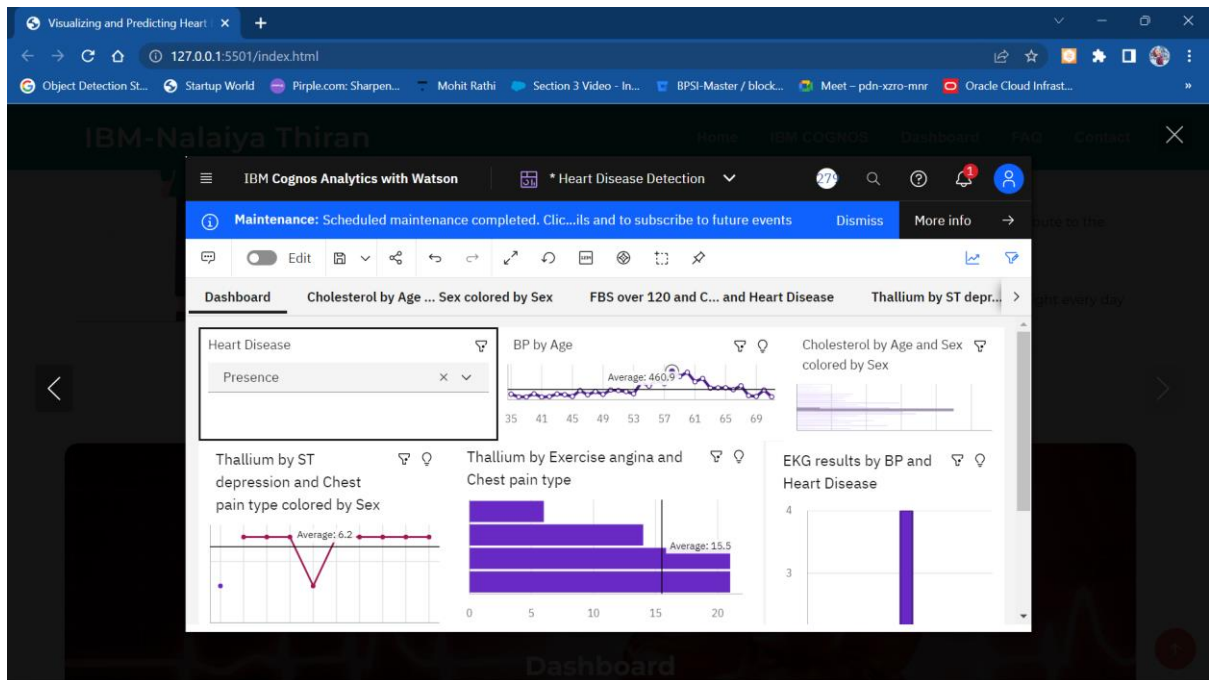 Visualizing and Predicting Heart
127.0.0.1:5501/index.html
Object Detection St... Startup World Pirple.com: Sharpen... Mohit Rathi Section 3 Video - In... BPSI-Master / block... Meet – pdn-xzro-mnr Oracle Cloud Infrast... »
IBM-Nalaiya Thiran Home IBM COGNOS Dashboard FAQ Contact
IBM Cognos Analytics with Watson * Heart Disease Detection 279 1
Maintenance: Scheduled maintenance completed. Clic...ils and to subscribe to future events Dismiss More info
Edit
Dashboard Cholesterol by Age ... Sex colored by Sex FBS over 120 and C... and Heart Disease Thallium by ST depr...
ght every day
Heart Disease
Presence
BP by Age
Average: 460.9
35 41 45 49 53 57 61 65 69
Cholesterol by Age and Sex
colored by Sex
Thallium by ST
depression and Chest
pain type colored by Sex
Average: 6.2
Thallium by Exercise angina and
Chest pain type
Average: 15.5
0 5 10 15 20
EKG results by BP and
Heart Disease
4
3
Dashboard